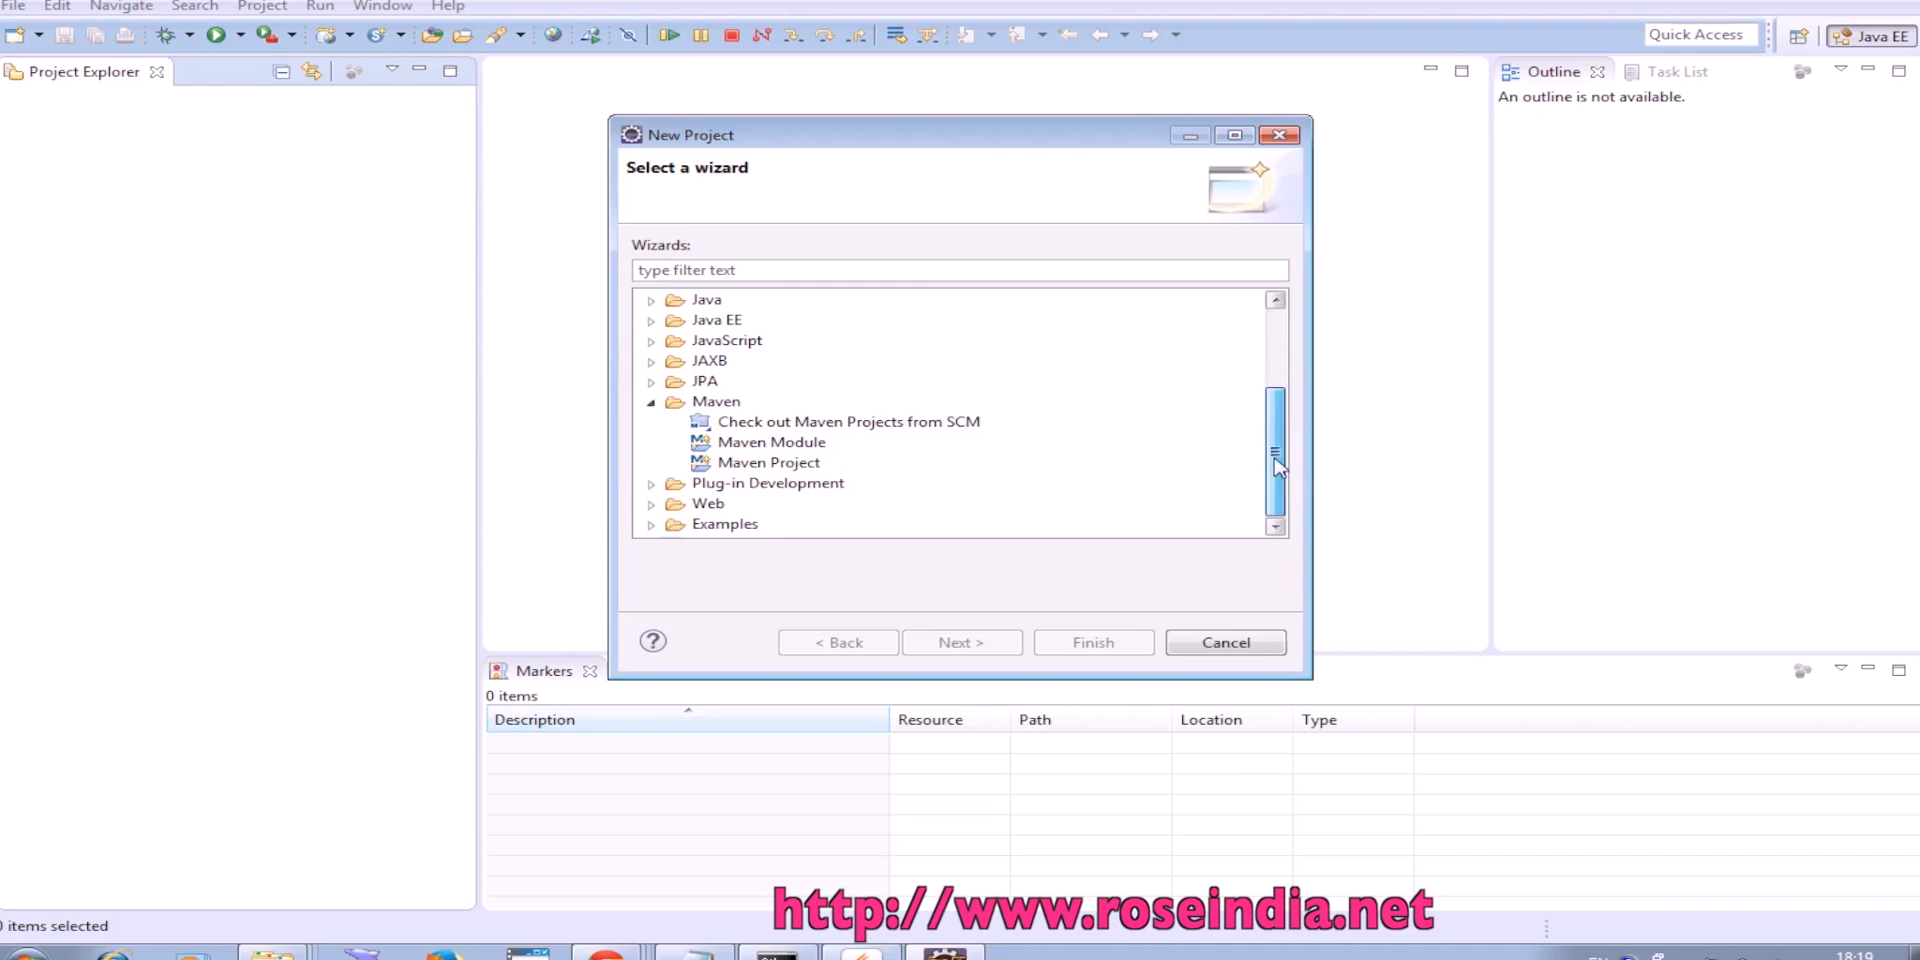 File Edit Navigate Search Project Run Window Help
Quick Access
Java EE
Project Explorer
Outline
Task List
An outline is not available.
New Project
Select a wizard
Wizards:
type filter text
Java
Java EE
JavaScript
JAXB
JPA
Maven
Check out Maven Projects from SCM
Maven Module
Maven Project
Plug-in Development
Web
Examples
< Back
Next >
Finish
Cancel
Markers
0 items
Description Resource Path Location Type
http://www.roseindia.net
0 items selected
18:19